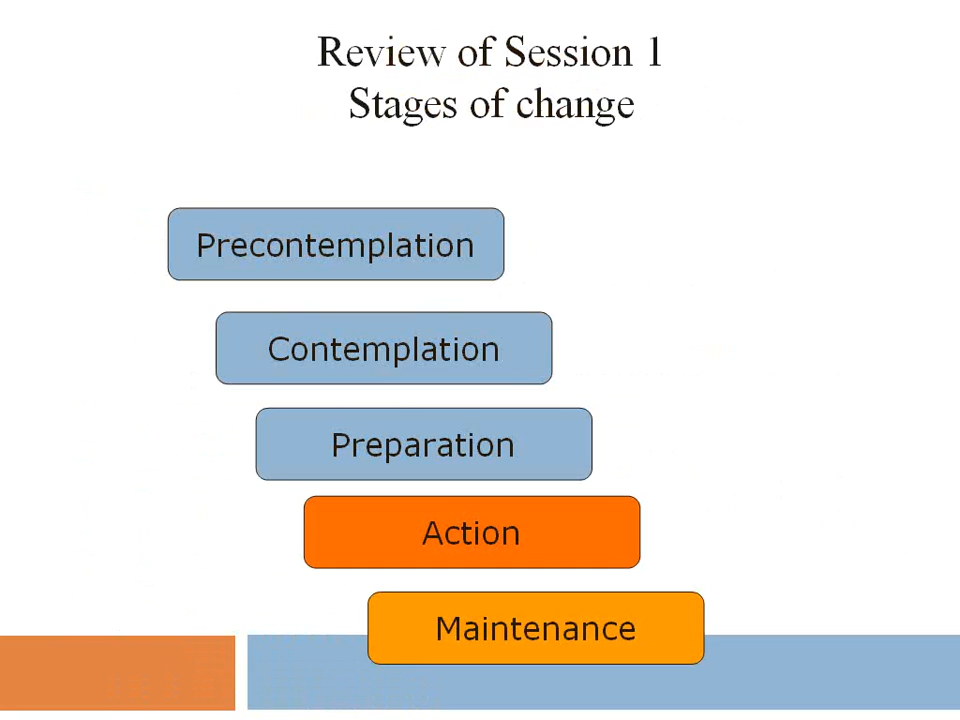 Review of Session 1
Stages of change
Precontemplation
Contemplation
Preparation
Action
Maintenance